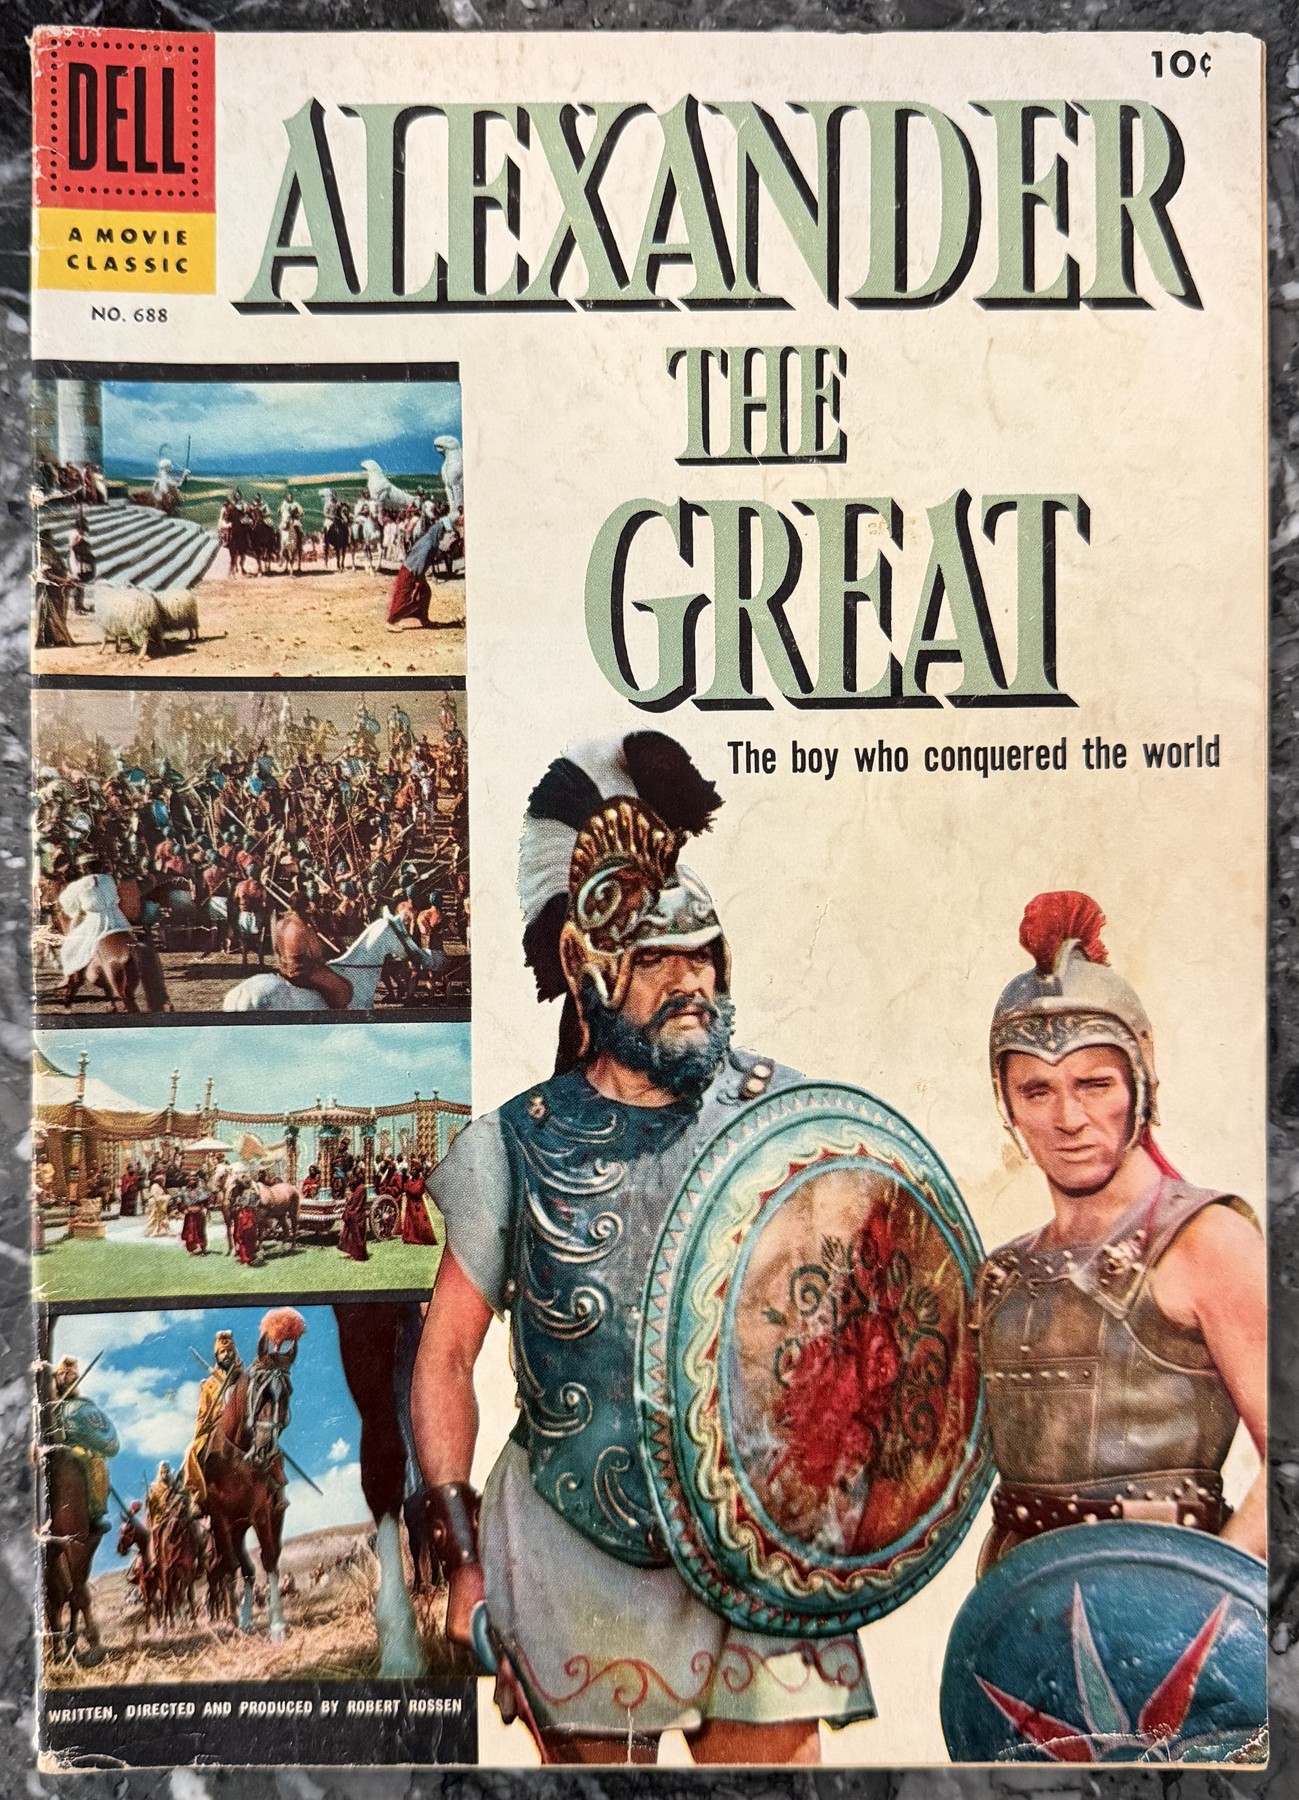 DELL
A MOVIE
CLASSIC
NO. 688
10¢
ALEXANDER
THE
GREAT
The boy who conquered the world
WRITTEN, DIRECTED AND PRODUCED BY ROBERT ROSSEN